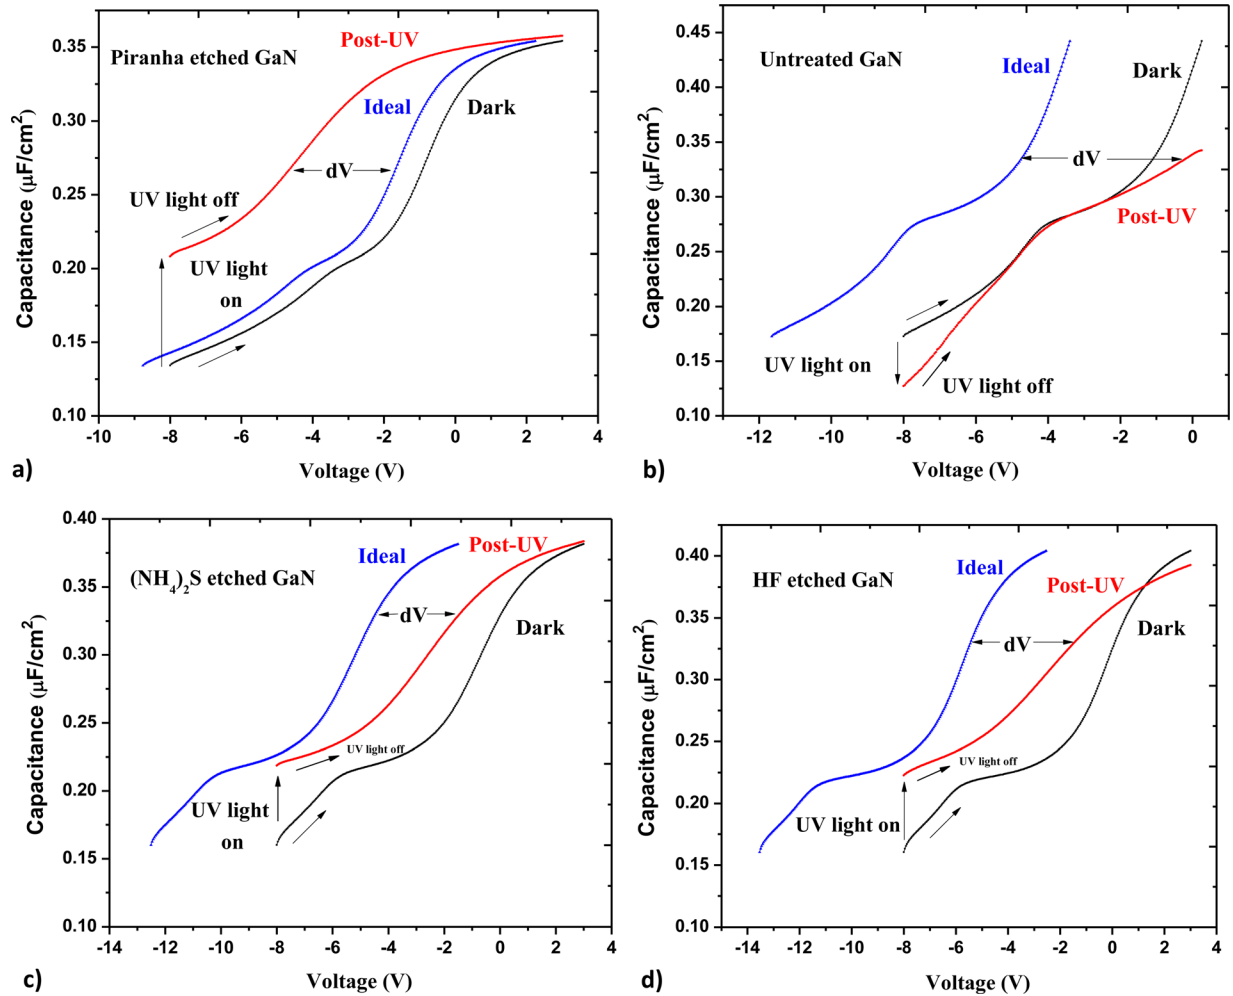 Piranha etched GaN
Post-UV
Ideal
Dark
dV
UV light off
UV light
on
Capacitance (µF/cm²)
0.35
0.30
0.25
0.20
0.15
0.10
-10 -8 -6 -4 -2 0 2 4
Voltage (V)
a)
Untreated GaN
Ideal
Dark
dV
Post-UV
UV light on
UV light off
Capacitance (µF/cm²)
0.45
0.40
0.35
0.30
0.25
0.20
0.15
0.10
-12 -10 -8 -6 -4 -2 0
Voltage (V)
b)
(NH₄)₂S etched GaN
Ideal
Post-UV
dV
Dark
UV light off
UV light
on
Capacitance (µF/cm²)
0.40
0.35
0.30
0.25
0.20
0.15
0.10
-14 -12 -10 -8 -6 -4 -2 0 2 4
Voltage (V)
c)
HF etched GaN
Ideal
Post-UV
Dark
dV
UV light off
UV light on
Capacitance (µF/cm²)
0.40
0.35
0.30
0.25
0.20
0.15
0.10
-15 -14 -12 -10 -8 -6 -4 -2 0 2 3 4
Voltage (V)
d)